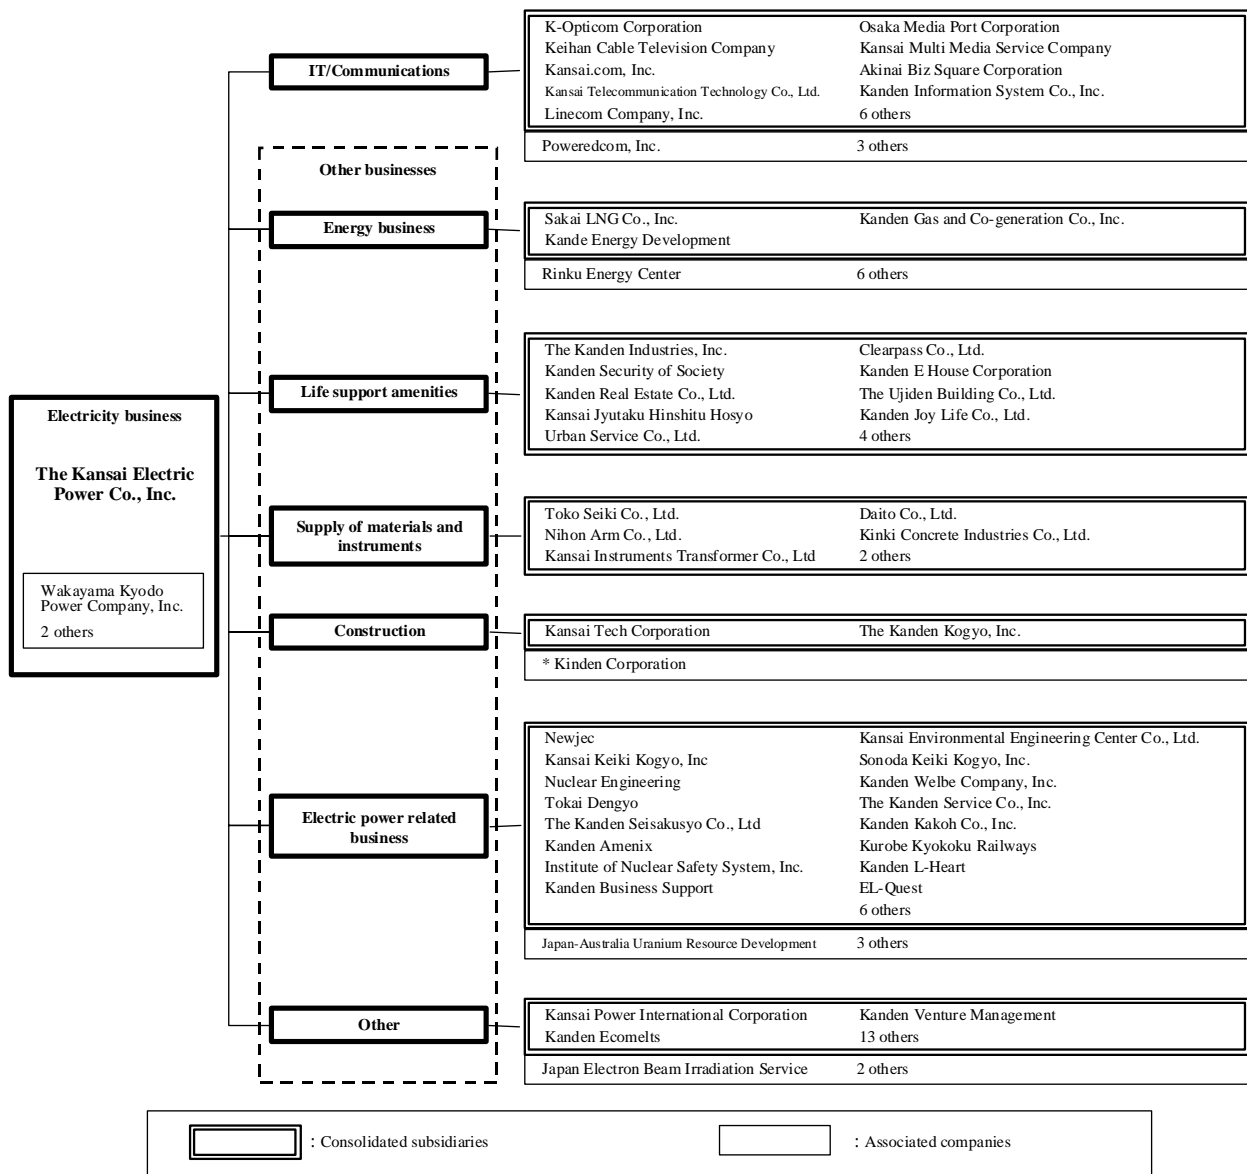 K-Opticom Corporation Osaka Media Port Corporation
Keihan Cable Television Company Kansai Multi Media Service Company
IT/Communications
Kansai.com, Inc. Akinai Biz Square Corporation
Kansai Telecommunication Technology Co., Ltd. Kanden Information System Co., Inc.
Linecom Company, Inc. 6 others
Poweredcom, Inc. 3 others
Other businesses
Energy business
Sakai LNG Co., Inc. Kanden Gas and Co-generation Co., Inc.
Kande Energy Development
Rinku Energy Center 6 others
Life support amenities
The Kanden Industries, Inc. Clearpass Co., Ltd.
Kanden Security of Society Kanden E House Corporation
Kanden Real Estate Co., Ltd. The Ujiden Building Co., Ltd.
Kansai Jyutaku Hinshitu Hosyo Kanden Joy Life Co., Ltd.
Urban Service Co., Ltd. 4 others
Electricity business
The Kansai Electric
Power Co., Inc.
Wakayama Kyodo
Power Company, Inc.
2 others
Supply of materials and
instruments
Toko Seiki Co., Ltd. Daito Co., Ltd.
Nihon Arm Co., Ltd. Kinki Concrete Industries Co., Ltd.
Kansai Instruments Transformer Co., Ltd 2 others
Construction
Kansai Tech Corporation The Kanden Kogyo, Inc.
* Kinden Corporation
Electric power related
business
Newjec Kansai Environmental Engineering Center Co., Ltd.
Kansai Keiki Kogyo, Inc Sonoda Keiki Kogyo, Inc.
Nuclear Engineering Kanden Welbe Company, Inc.
Tokai Dengyo The Kanden Service Co., Inc.
The Kanden Seisakusyo Co., Ltd Kanden Kakoh Co., Inc.
Kanden Amenix Kurobe Kyokoku Railways
Institute of Nuclear Safety System, Inc. Kanden L-Heart
Kanden Business Support EL-Quest
6 others
Japan-Australia Uranium Resource Development 3 others
Other
Kansai Power International Corporation Kanden Venture Management
Kanden Ecomelts 13 others
Japan Electron Beam Irradiation Service 2 others
: Consolidated subsidiaries : Associated companies